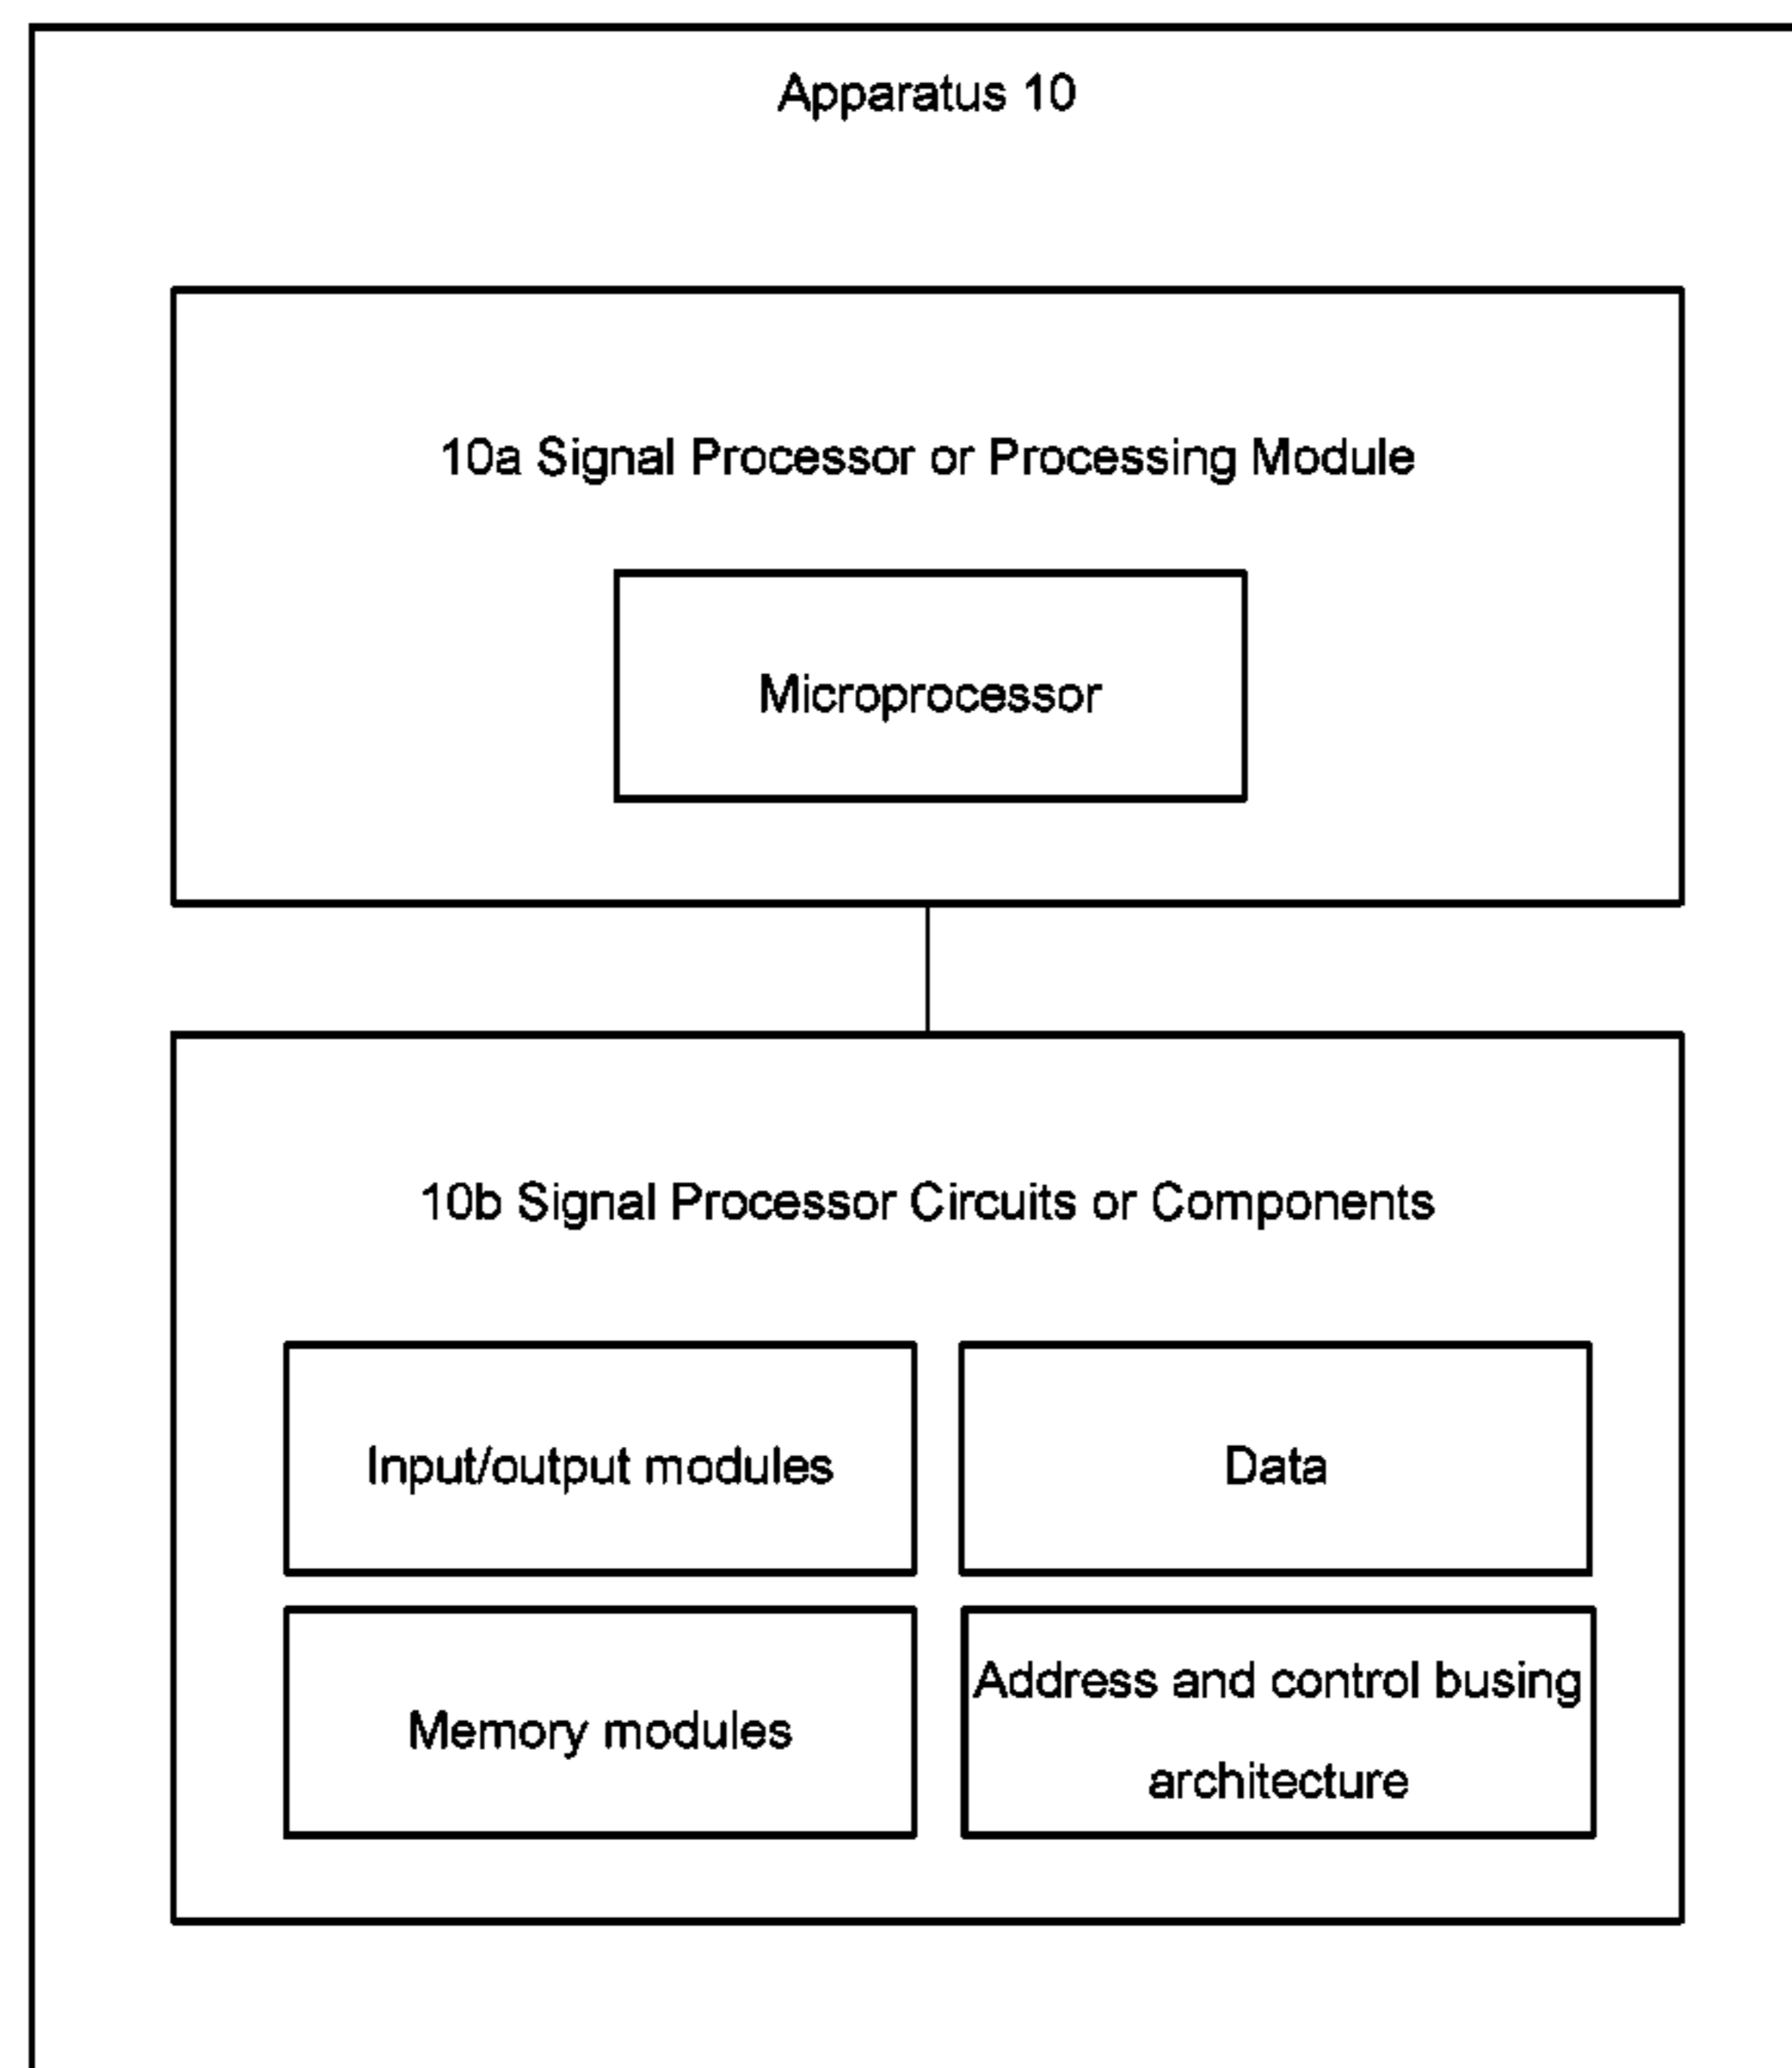 Apparatus 10
10a Signal Processor or Processing Module
Microprocessor
10b Signal Processor Circuits or Components
Input/output modules
Data
Memory modules
Address and control busing
architecture